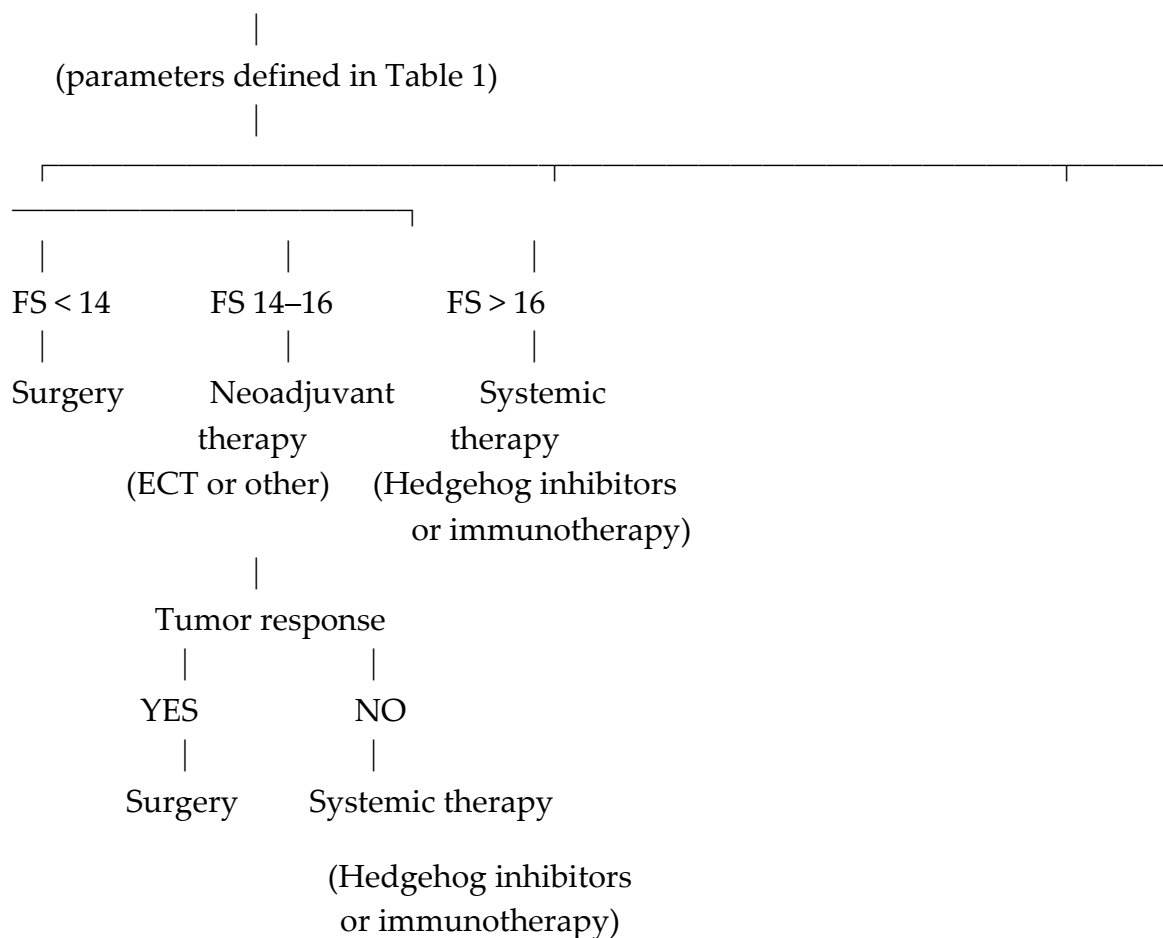 (parameters defined in Table 1)
FS < 14 FS 14–16 FS > 16
Surgery Neoadjuvant Systemic
therapy therapy
(ECT or other) (Hedgehog inhibitors
or immunotherapy)
Tumor response
YES NO
Surgery Systemic therapy
(Hedgehog inhibitors
or immunotherapy)